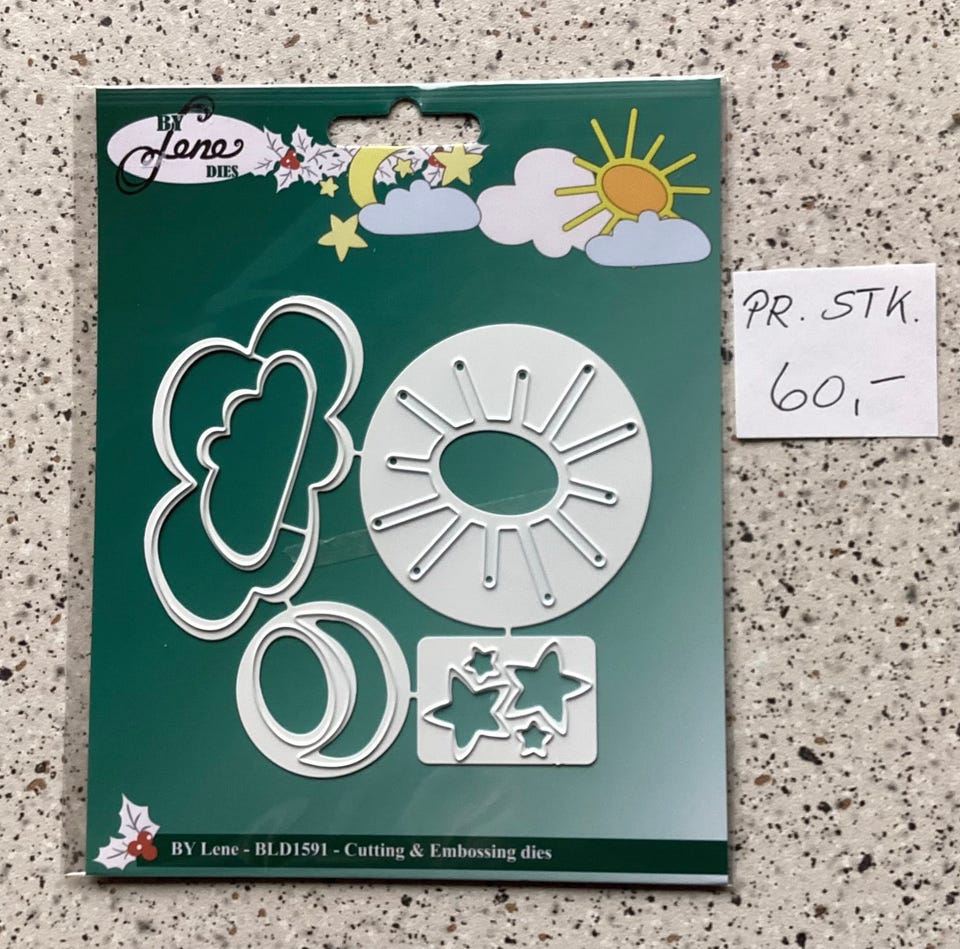 BY
Lene
DIES
PR. STK.
60,-
BY Lene - BLD1591 - Cutting & Embossing dies